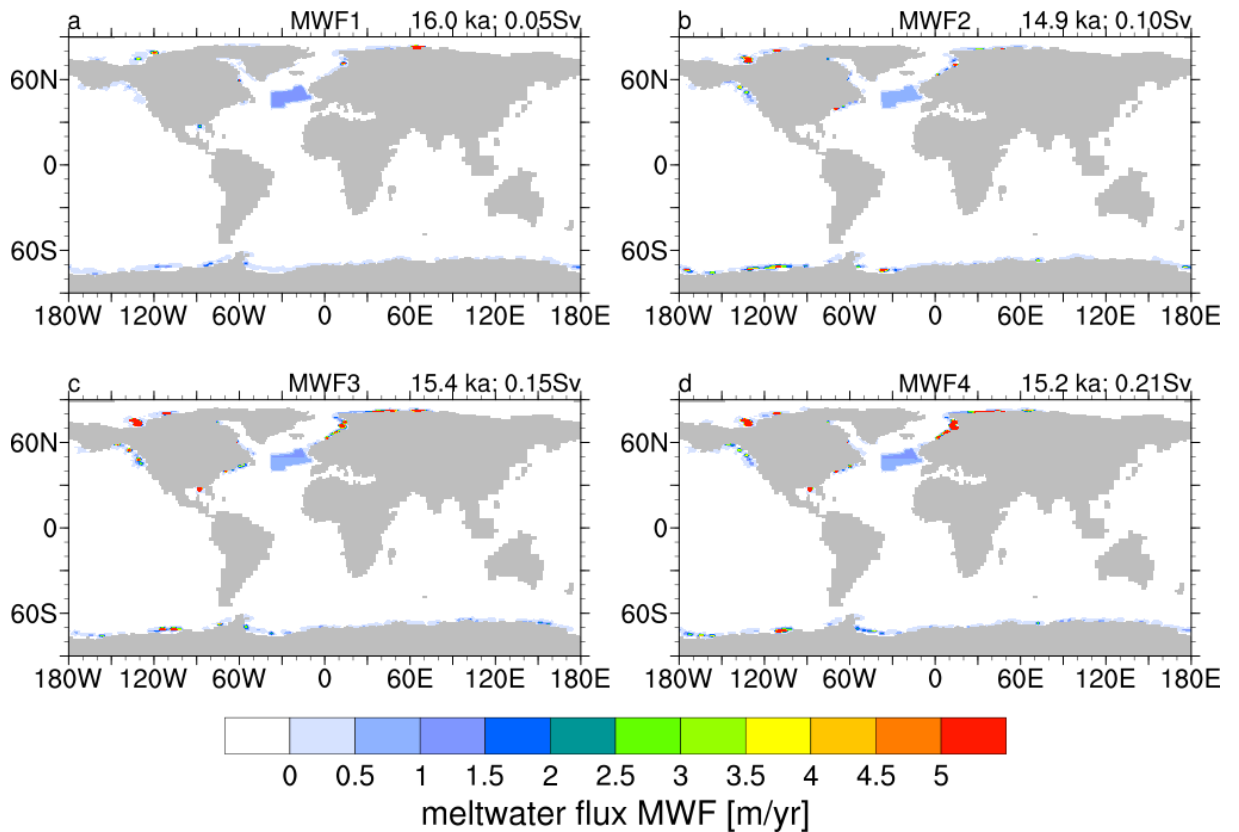 a MWF1 16.0 ka; 0.05Sv
b MWF2 14.9 ka; 0.10Sv
60N
0
60S
180W 120W 60W 0 60E 120E 180E
60N
0
60S
180W 120W 60W 0 60E 120E 180E
c MWF3 15.4 ka; 0.15Sv
d MWF4 15.2 ka; 0.21Sv
60N
0
60S
180W 120W 60W 0 60E 120E 180E
60N
0
60S
180W 120W 60W 0 60E 120E 180E
0 0.5 1 1.5 2 2.5 3 3.5 4 4.5 5
meltwater flux MWF [m/yr]